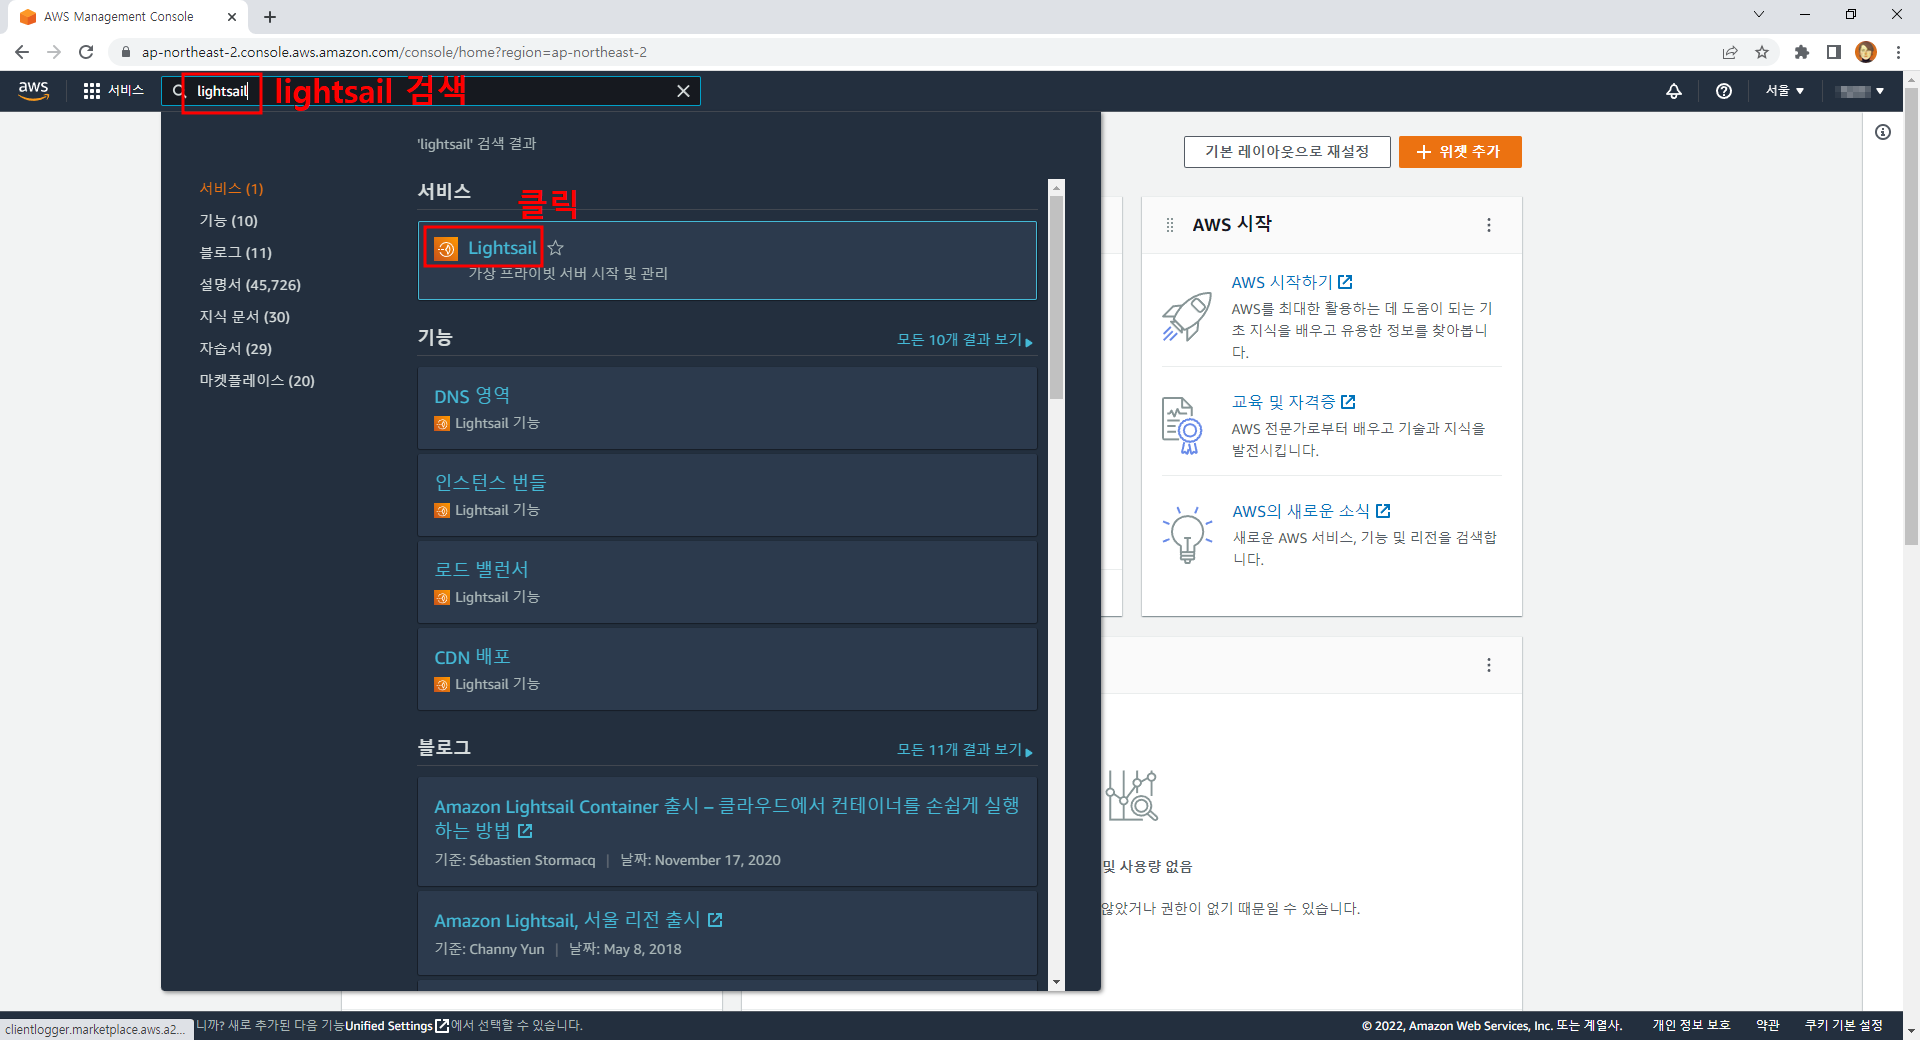 AWS Management Console
ap-northeast-2.console.aws.amazon.com/console/home?region=ap-northeast-2
aws
서비스
lightsail
lightsail 검색
서울
'lightsail' 검색 결과
서비스 (1)
기능 (10)
블로그 (11)
설명서 (45,726)
지식 문서 (30)
자습서 (29)
마켓플레이스 (20)
서비스
클릭
Lightsail
가상 프라이빗 서버 시작 및 관리
기능
모든 10개 결과 보기
DNS 영역
Lightsail 기능
인스턴스 번들
Lightsail 기능
로드 밸런서
Lightsail 기능
CDN 배포
Lightsail 기능
블로그
모든 11개 결과 보기
Amazon Lightsail Container 출시 – 클라우드에서 컨테이너를 손쉽게 실행
하는 방법
기준: Sébastien Stormacq | 날짜: November 17, 2020
Amazon Lightsail, 서울 리전 출시
기준: Channy Yun | 날짜: May 8, 2018
기본 레이아웃으로 재설정
위젯 추가
AWS 시작
AWS 시작하기
AWS를 최대한 활용하는 데 도움이 되는 기
초 지식을 배우고 유용한 정보를 찾아봅니
다.
교육 및 자격증
AWS 전문가로부터 배우고 기술과 지식을
발전시킵니다.
AWS의 새로운 소식
새로운 AWS 서비스, 기능 및 리전을 검색합
니다.
및 사용량 없음
않았거나 권한이 없기 때문일 수 있습니다.
clientlogger.marketplace.aws.a2...
니까? 새로 추가된 다음 기능Unified Settings에서 선택할 수 있습니다.
© 2022, Amazon Web Services, Inc. 또는 계열사.
개인 정보 보호
약관
쿠키 기본 설정